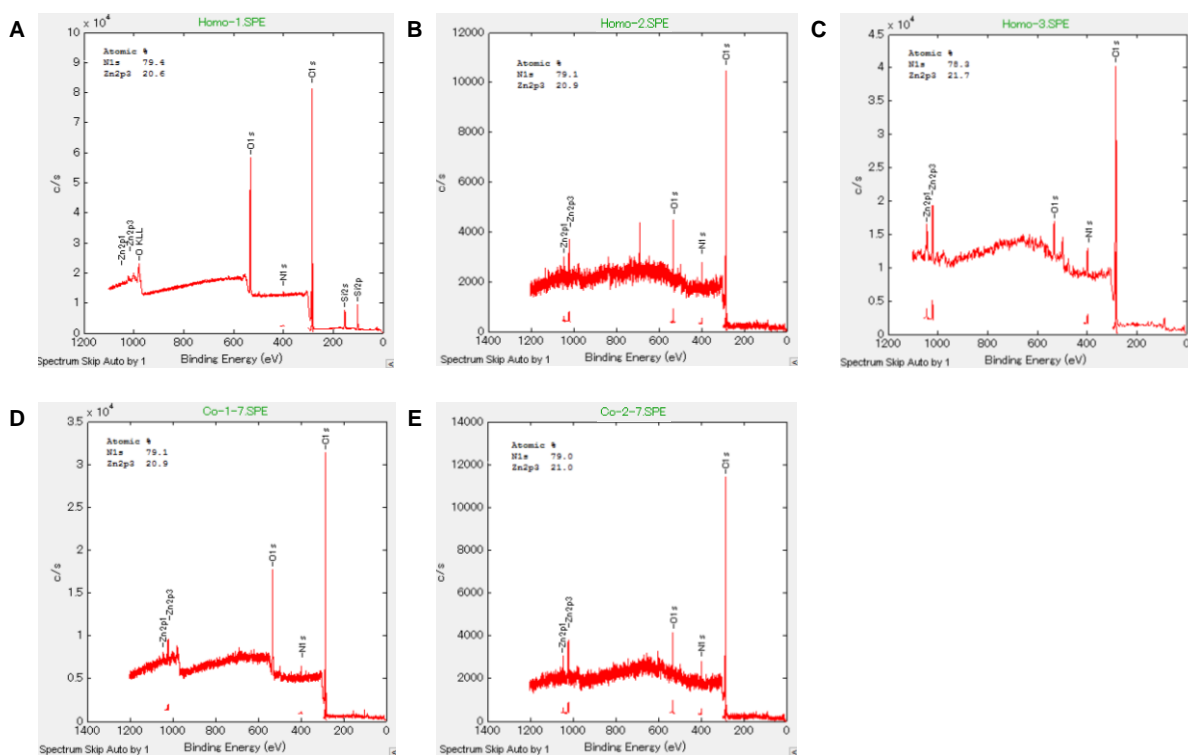 A
Homo-1.SPE
x 10^4
Atomic %
N1s 79.4
Zn2p3 20.6
10
9
8
7
6
5
4
3
2
1
0
c/s
-Zn2p1
-Zn2p3
-O KLL
-O1s
-N1s
-O1s
-Si2s
-Si2p
1200 1000 800 600 400 200 0
Binding Energy (eV)
Spectrum Skip Auto by 1
B
Homo-2.SPE
Atomic %
N1s 79.1
Zn2p3 20.9
12000
10000
8000
6000
4000
2000
0
c/s
-Zn2p1
-Zn2p3
-O1s
-N1s
-O1s
1400 1200 1000 800 600 400 200 0
Binding Energy (eV)
Spectrum Skip Auto by 1
C
Homo-3.SPE
x 10^4
Atomic %
N1s 78.3
Zn2p3 21.7
4.5
4
3.5
3
2.5
2
1.5
1
0.5
0
c/s
-Zn2p1
-Zn2p3
-O1s
-N1s
-O1s
1200 1000 800 600 400 200 0
Binding Energy (eV)
Spectrum Skip Auto by 1
D
Co-1-7.SPE
x 10^4
Atomic %
N1s 79.1
Zn2p3 20.9
3.5
3
2.5
2
1.5
1
0.5
0
c/s
-Zn2p1
-Zn2p3
-O1s
-N1s
-O1s
1400 1200 1000 800 600 400 200 0
Binding Energy (eV)
Spectrum Skip Auto by 1
E
Co-2-7.SPE
Atomic %
N1s 79.0
Zn2p3 21.0
14000
12000
10000
8000
6000
4000
2000
0
c/s
-Zn2p1
-Zn2p3
-O1s
-N1s
-O1s
1400 1200 1000 800 600 400 200 0
Binding Energy (eV)
Spectrum Skip Auto by 1